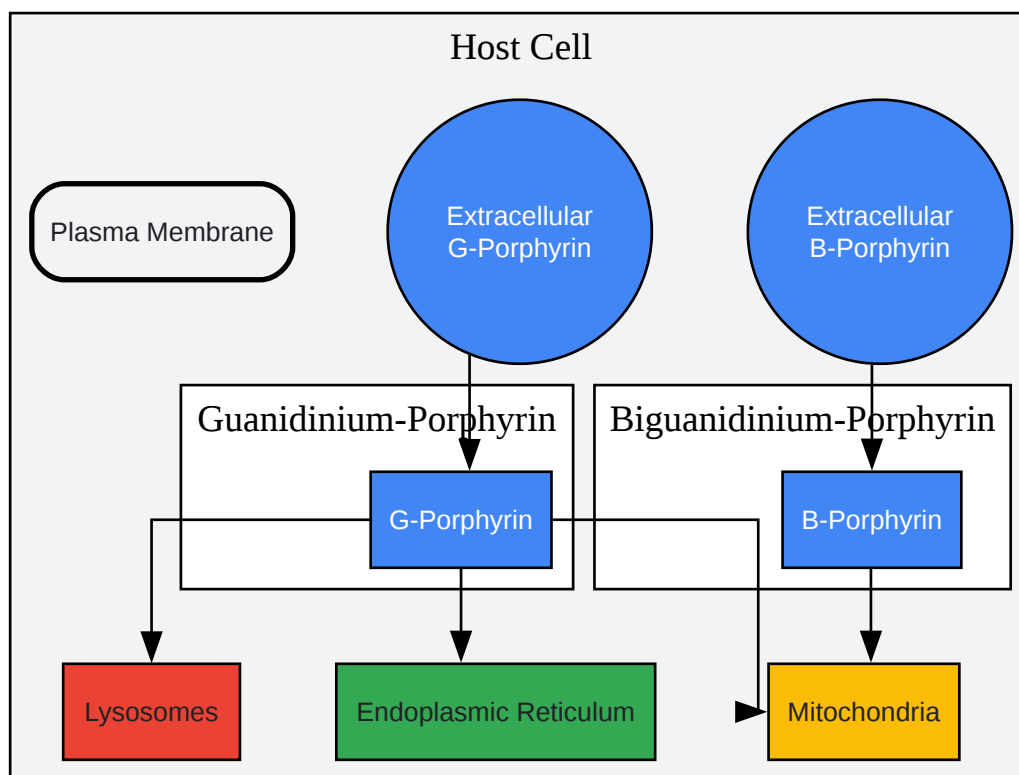 Host Cell
Plasma Membrane
Extracellular
G-Porphyrin
Extracellular
B-Porphyrin
Guanidinium-Porphyrin
Biguanidinium-Porphyrin
G-Porphyrin
B-Porphyrin
Lysosomes
Endoplasmic Reticulum
Mitochondria